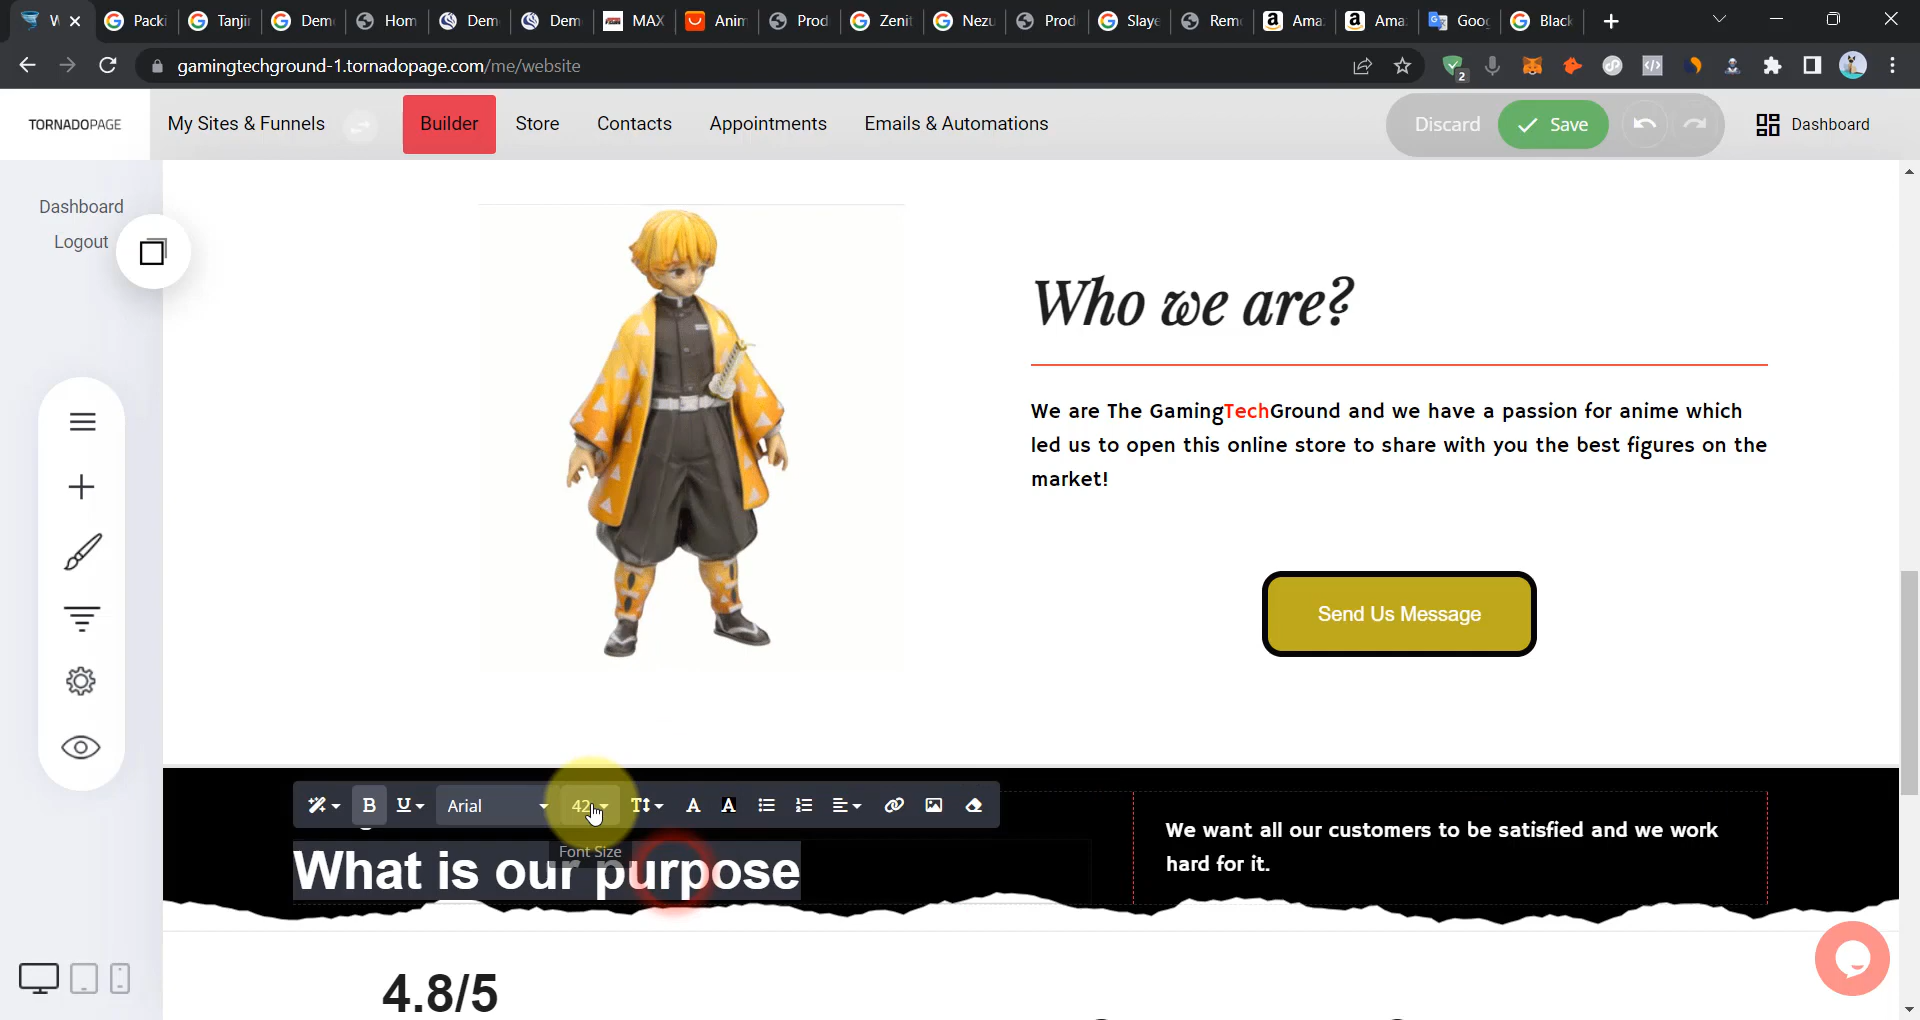 W
Packi
Tanjir
Dem
Hom
Dem
Dem
MAX
Anim
Prod
Zenit
Nezu
Prod
Slaye
Remo
Ama
Ama
Goog
Black
gamingtechground-1.tornadopage.com/me/website
2
TORNADOPAGE
My Sites & Funnels
Builder
Store
Contacts
Appointments
Emails & Automations
Discard
Save
Dashboard
Dashboard
Logout
Who we are?
We are The GamingTechGround and we have a passion for anime which
led us to open this online store to share with you the best figures on the
market!
Send Us Message
B
U
Arial
42
Font Size
What is our purpose
We want all our customers to be satisfied and we work
hard for it.
4.8/5